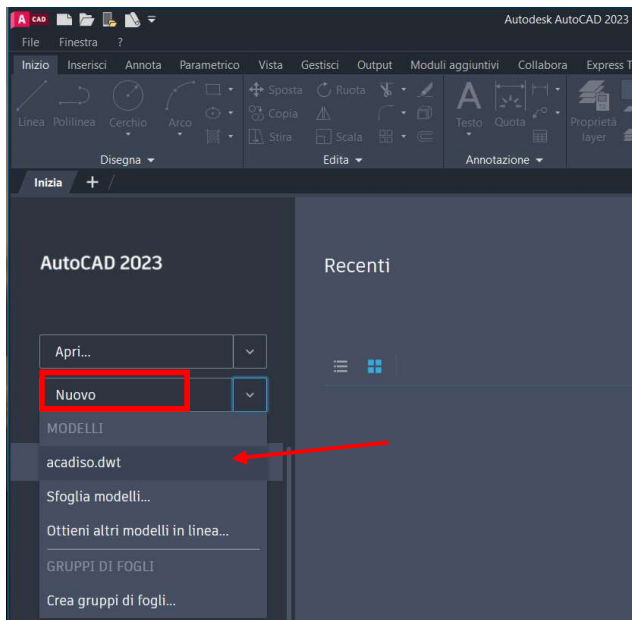 A CAD
Autodesk AutoCAD 2023
File Finestra ?
Inizio Inserisci Annota Parametrico Vista Gestisci Output Moduli aggiuntivi Collabora Express T
Linea Polilinea Cerchio Arco
Sposta Ruota
Copia
Stira Scala
A
Testo Quota
Proprietà
layer
Disegna Edita Annotazione
Inizia +
AutoCAD 2023
Recenti
Apri...
Nuovo
MODELLI
acadiso.dwt
Sfoglia modelli...
Ottieni altri modelli in linea...
GRUPPI DI FOGLI
Crea gruppi di fogli...